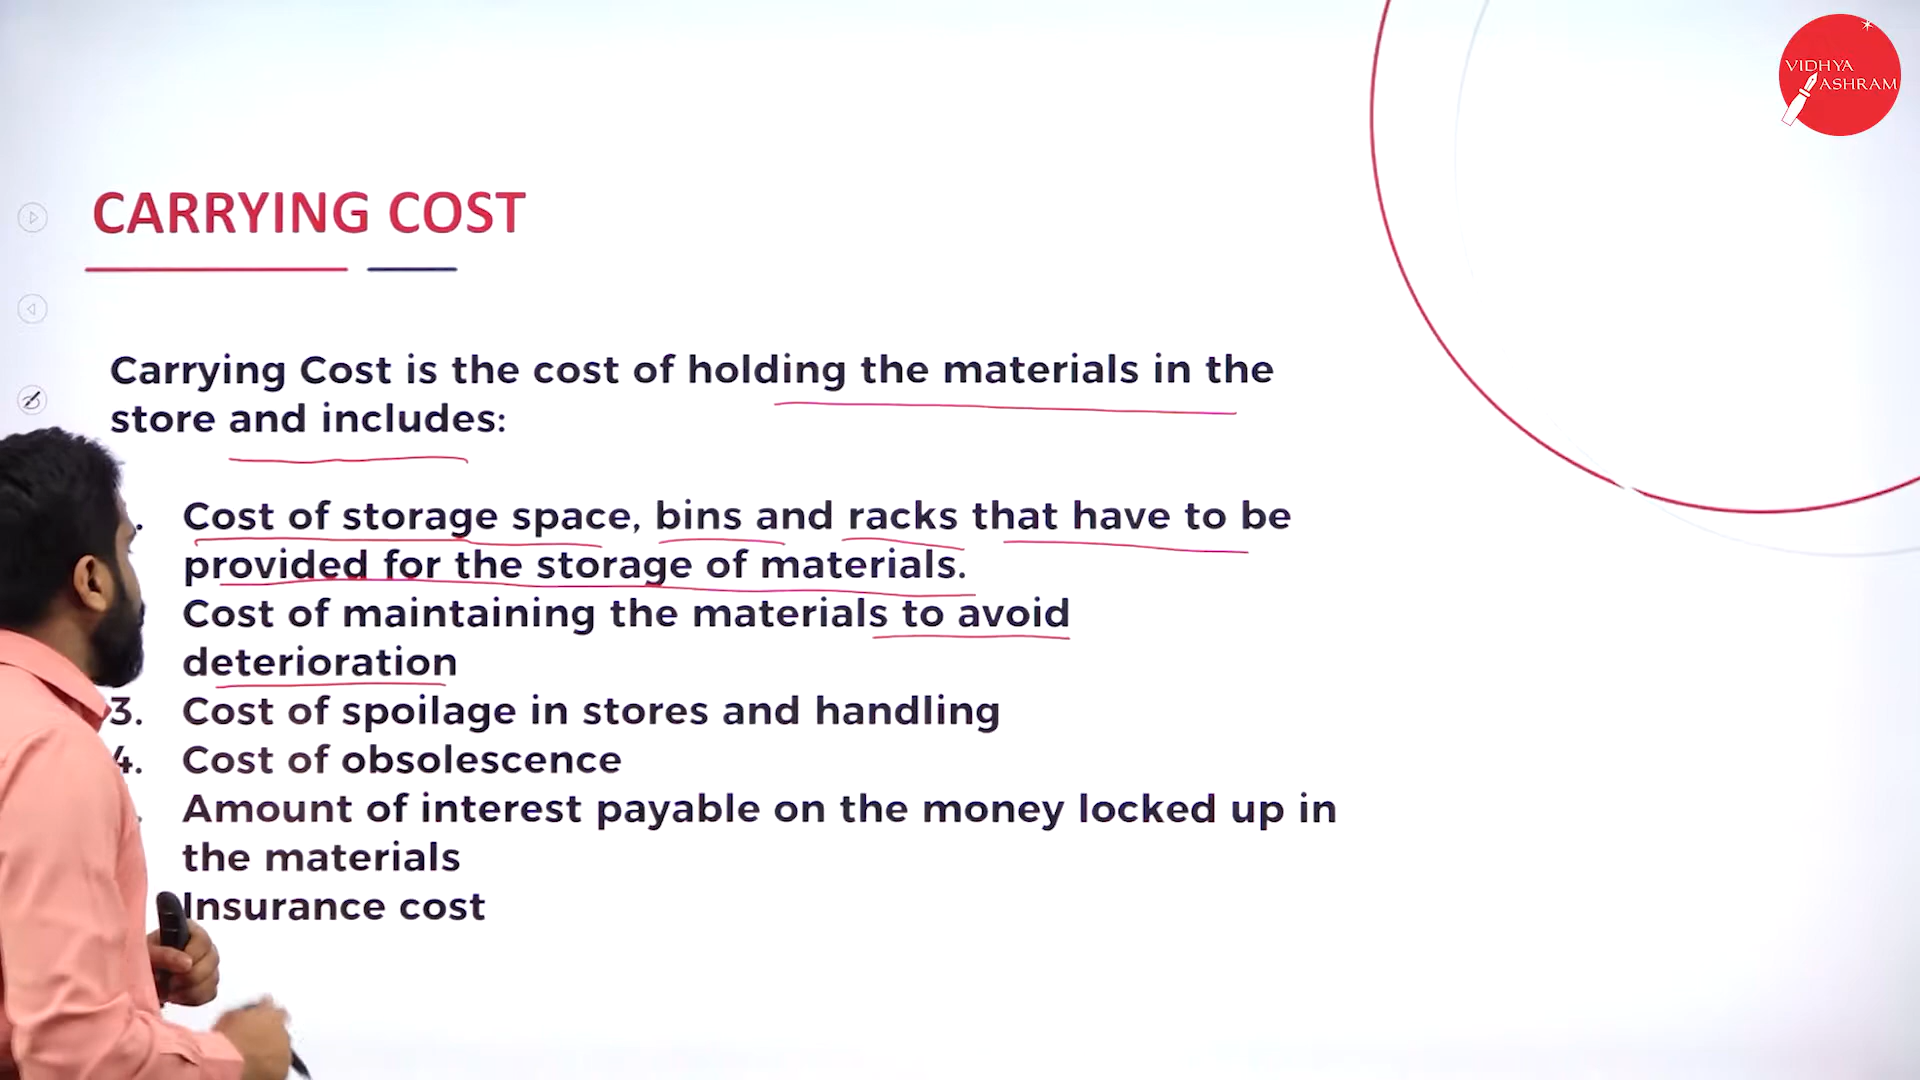 VIDHYA
ASHRAM
CARRYING COST
Carrying Cost is the cost of holding the materials in the
store and includes:
. Cost of storage space, bins and racks that have to be
provided for the storage of materials.
Cost of maintaining the materials to avoid
deterioration
3. Cost of spoilage in stores and handling
4. Cost of obsolescence
. Amount of interest payable on the money locked up in
the materials
Insurance cost